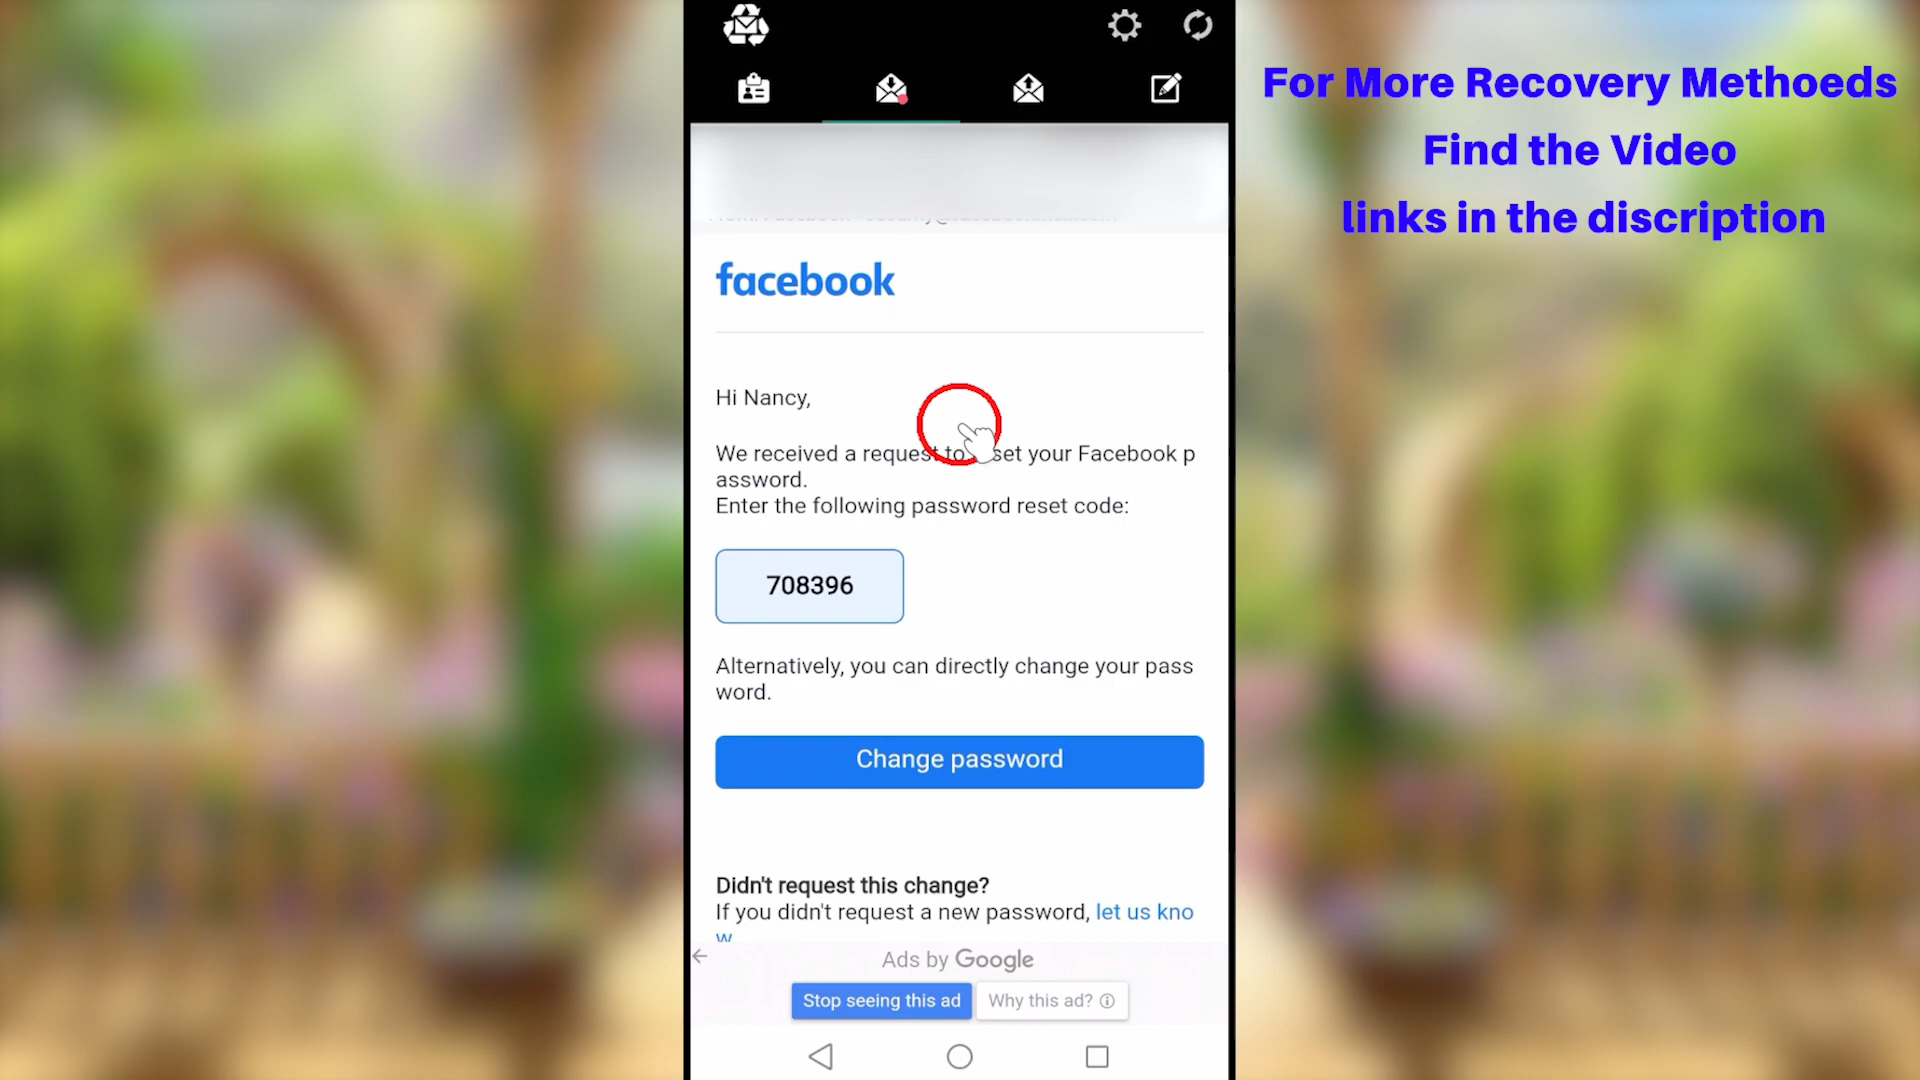 For More Recovery Methoeds
Find the Video
links in the discription
facebook
Hi Nancy,
We received a request to set your Facebook p
assword.
Enter the following password reset code:
708396
Alternatively, you can directly change your pass
word.
Change password
Didn't request this change?
If you didn't request a new password, let us kno
w
Ads by Google
Stop seeing this ad
Why this ad?